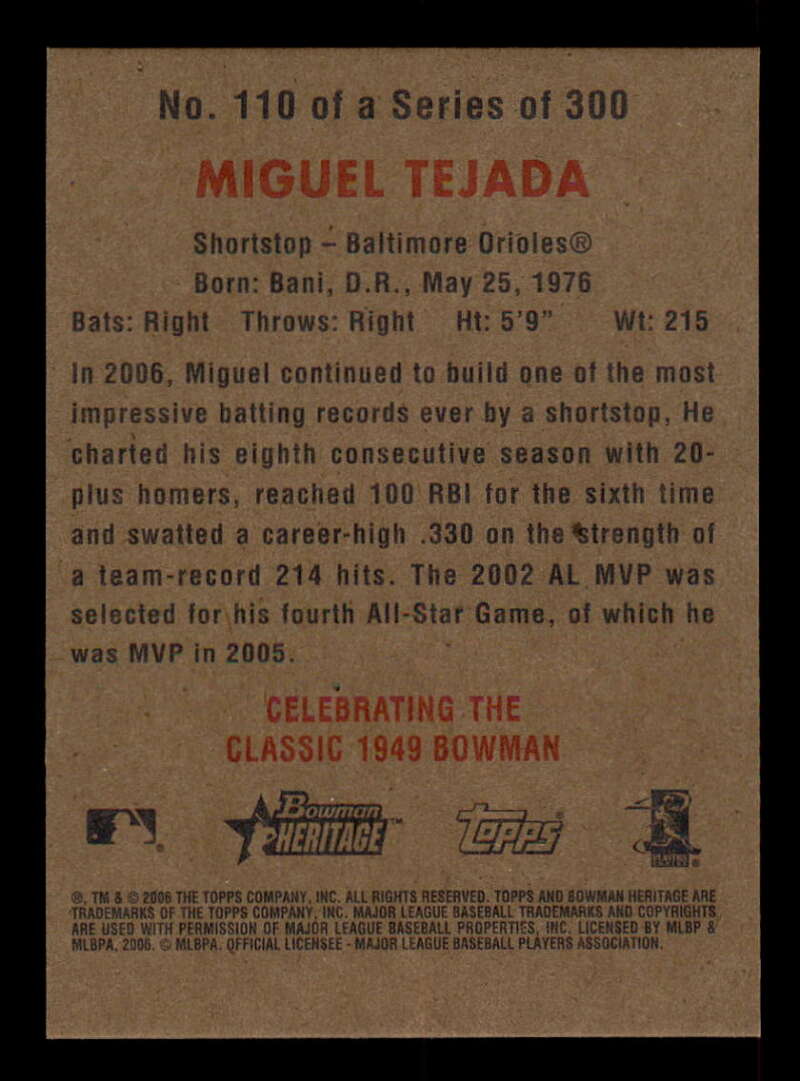 No. 110 of a Series of 300
MIGUEL TEJADA
Shortstop - Baltimore Orioles®
Born: Bani, D.R., May 25, 1976
Bats: Right Throws: Right Ht: 5'9" Wt: 215
In 2006, Miguel continued to build one of the most
impressive batting records ever by a shortstop. He
charted his eighth consecutive season with 20-
plus homers, reached 100 RBI for the sixth time
and swatted a career-high .330 on the strength of
a team-record 214 hits. The 2002 AL MVP was
selected for his fourth All-Star Game, of which he
was MVP in 2005.
CELEBRATING THE
CLASSIC 1949 BOWMAN
Bowman
HERITAGE™
TOPPS®
®, TM & © 2006 THE TOPPS COMPANY, INC. ALL RIGHTS RESERVED. TOPPS AND BOWMAN HERITAGE ARE
TRADEMARKS OF THE TOPPS COMPANY, INC. MAJOR LEAGUE BASEBALL TRADEMARKS AND COPYRIGHTS
ARE USED WITH PERMISSION OF MAJOR LEAGUE BASEBALL PROPERTIES, INC. LICENSED BY MLBP &
MLBPA, 2006. © MLBPA. OFFICIAL LICENSEE - MAJOR LEAGUE BASEBALL PLAYERS ASSOCIATION.